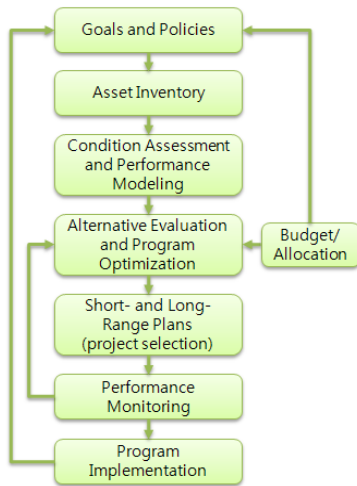 Goals and Policies
Asset Inventory
Condition Assessment
and Performance
Modeling
Alternative Evaluation
and Program
Optimization
Budget/
Allocation
Short- and Long-
Range Plans
(project selection)
Performance
Monitoring
Program
Implementation